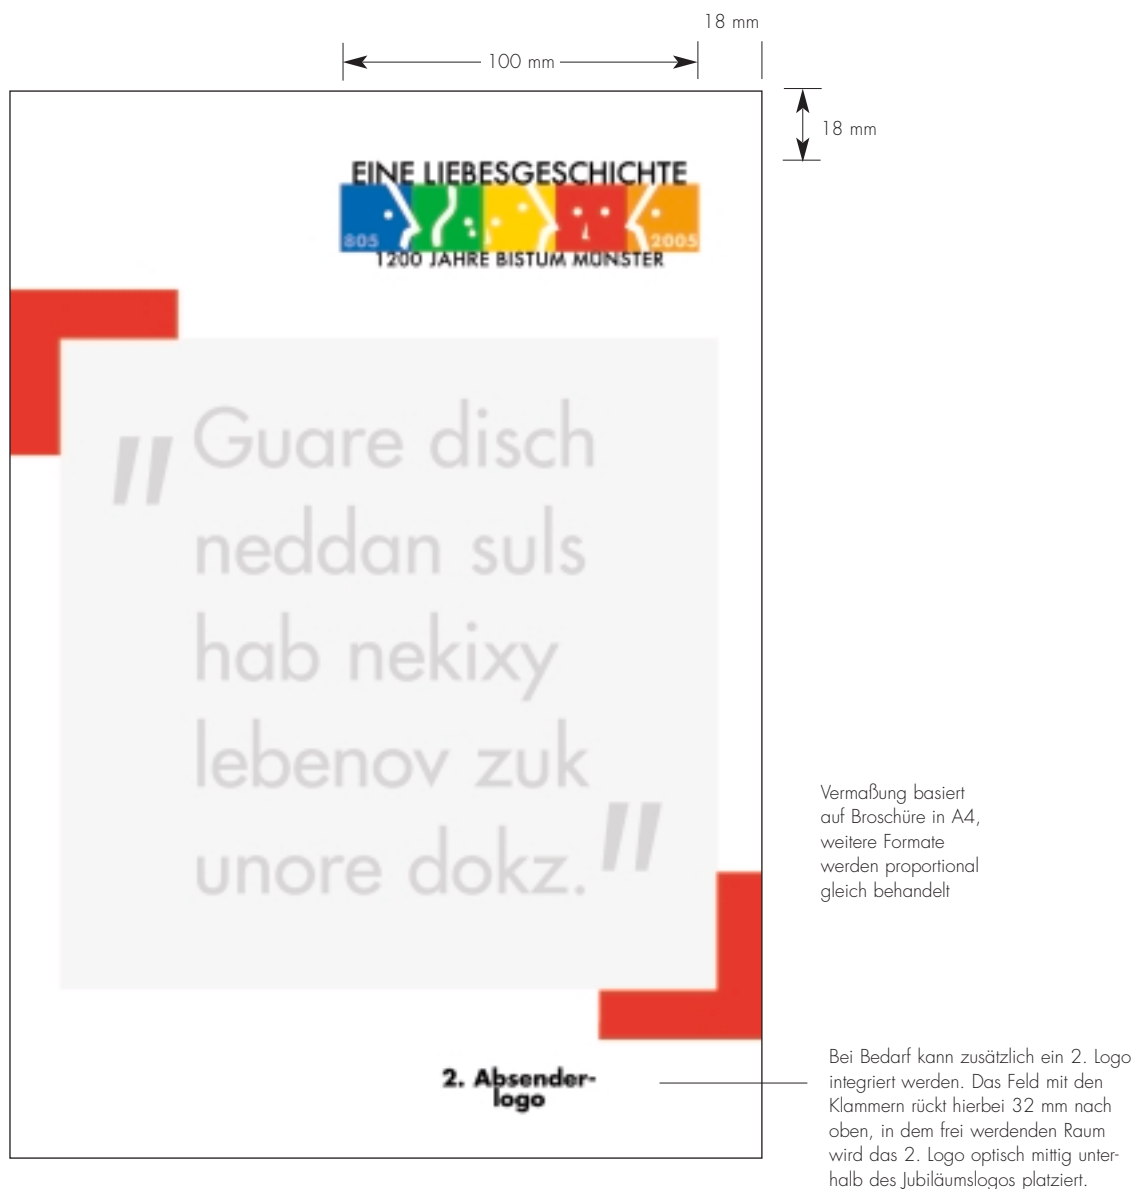 18 mm
100 mm
18 mm
EINE LIEBESGESCHICHTE
805
2005
1200 JAHRE BISTUM MÜNSTER
"Guare disch
neddan suls
hab nekixy
lebenov zuk
unore dokz."
Vermaßung basiert
auf Broschüre in A4,
weitere Formate
werden proportional
gleich behandelt
2. Absender-
logo
Bei Bedarf kann zusätzlich ein 2. Logo
integriert werden. Das Feld mit den
Klammern rückt hierbei 32 mm nach
oben, in dem frei werdenden Raum
wird das 2. Logo optisch mittig unter-
halb des Jubiläumslogos platziert.